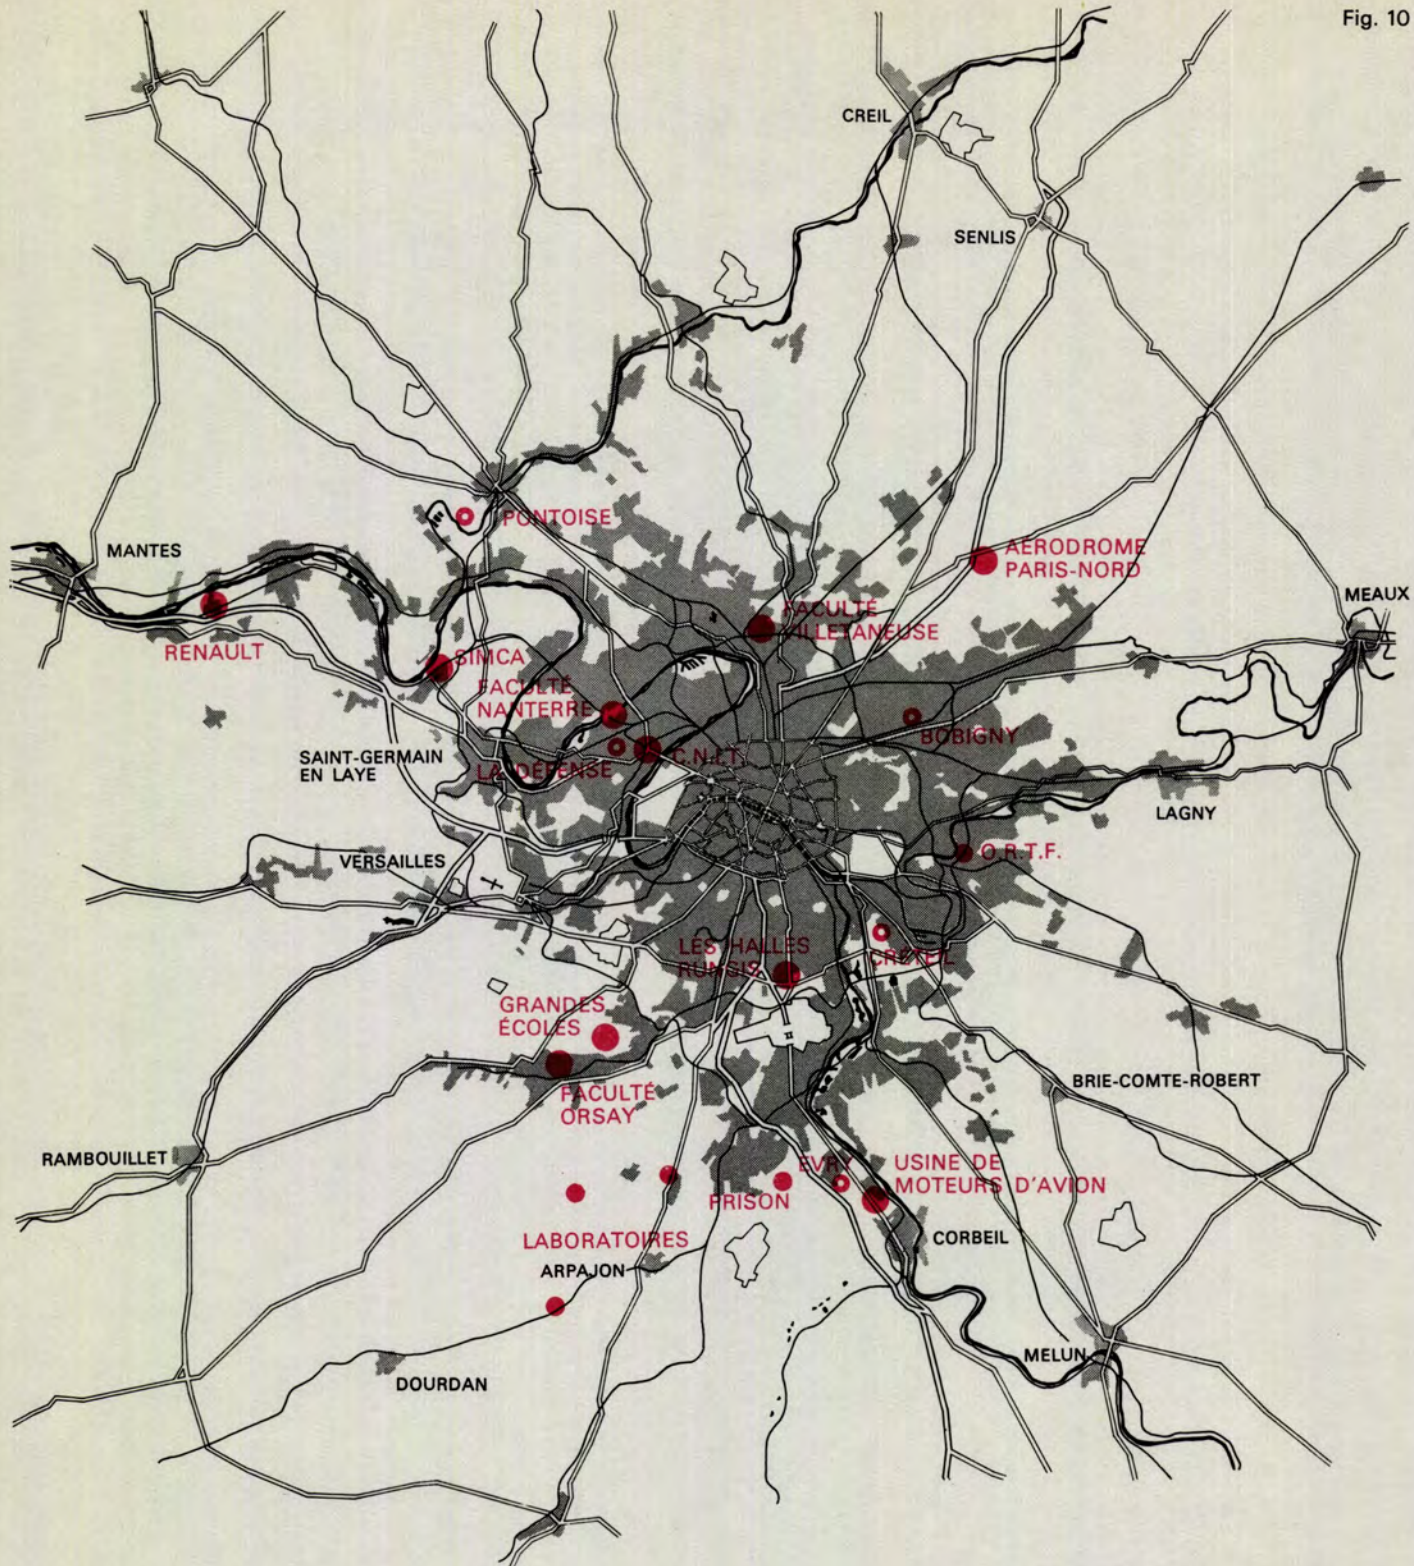 Fig. 10
CREIL
SENLIS
PONTOISE
MANTES
AÉRODROME
PARIS-NORD
MEAUX
FACULTÉ
VILLETANEUSE
RENAULT
SIMCA
FACULTÉ
NANTERRE
BOBIGNY
SAINT-GERMAIN
EN LAYE
LA DÉFENSE
C.N.I.T.
LAGNY
VERSAILLES
O.R.T.F.
LES HALLES
RUNGIS
CRÉTEIL
GRANDES
ÉCOLES
FACULTÉ
ORSAY
BRIE-COMTE-ROBERT
RAMBOUILLET
EVRY
USINE DE
MOTEURS D'AVION
PRISON
LABORATOIRES
CORBEIL
ARPAJON
MELUN
DOURDAN